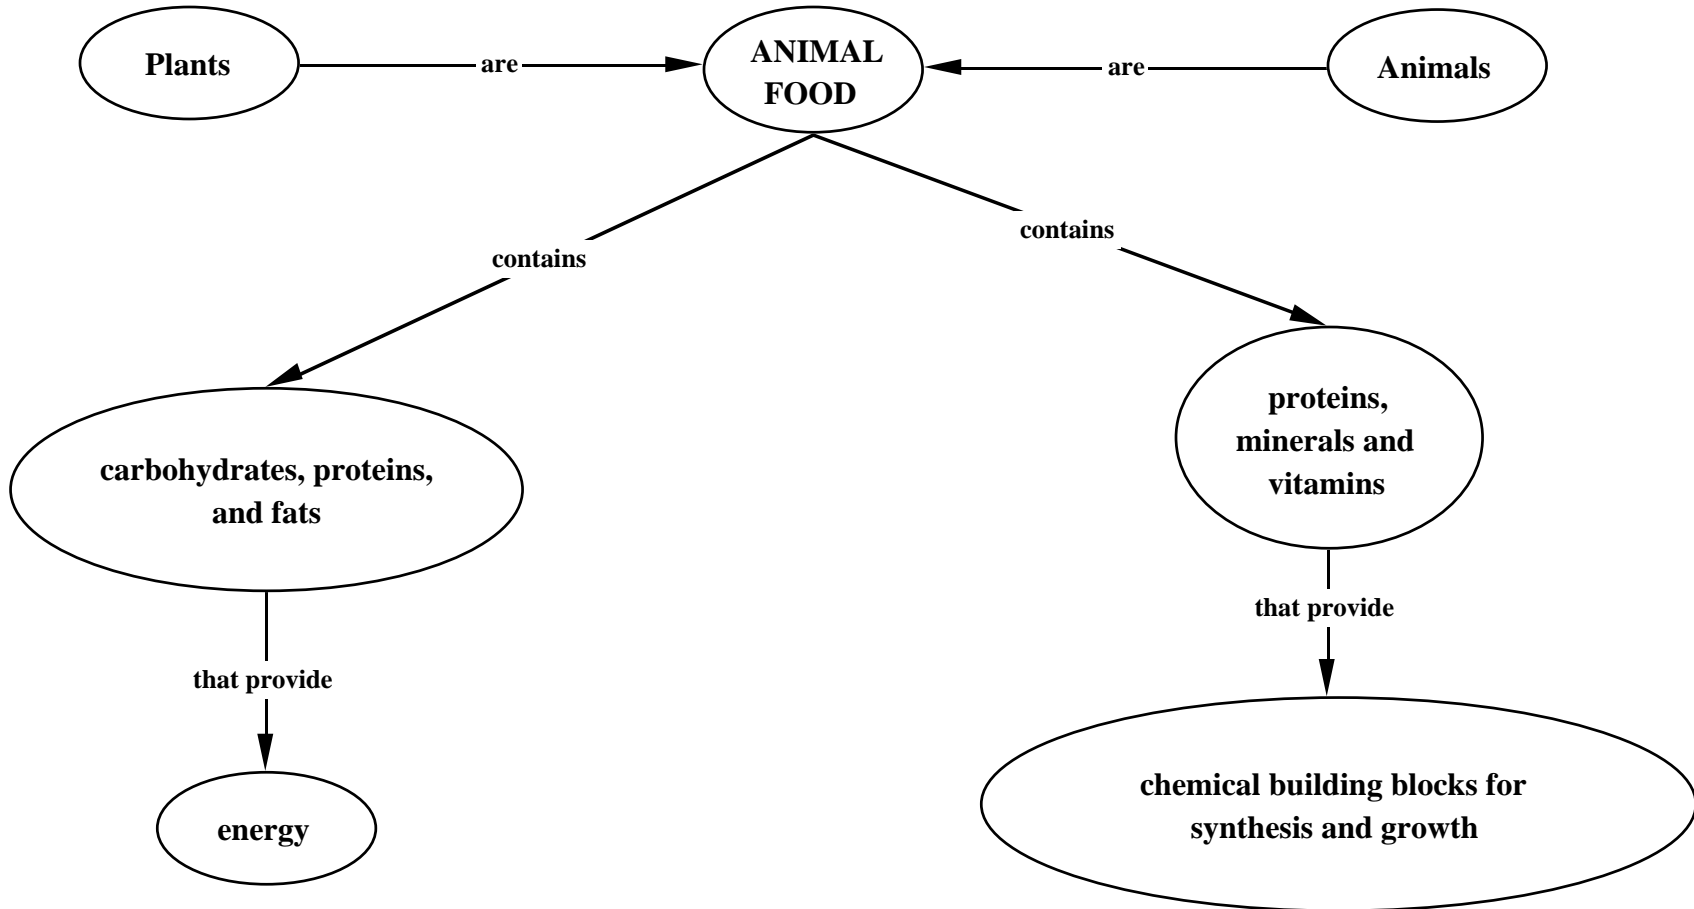 Plants
are
ANIMAL
FOOD
are
Animals
contains
contains
carbohydrates, proteins,
and fats
proteins,
minerals and
vitamins
that provide
that provide
energy
chemical building blocks for
synthesis and growth